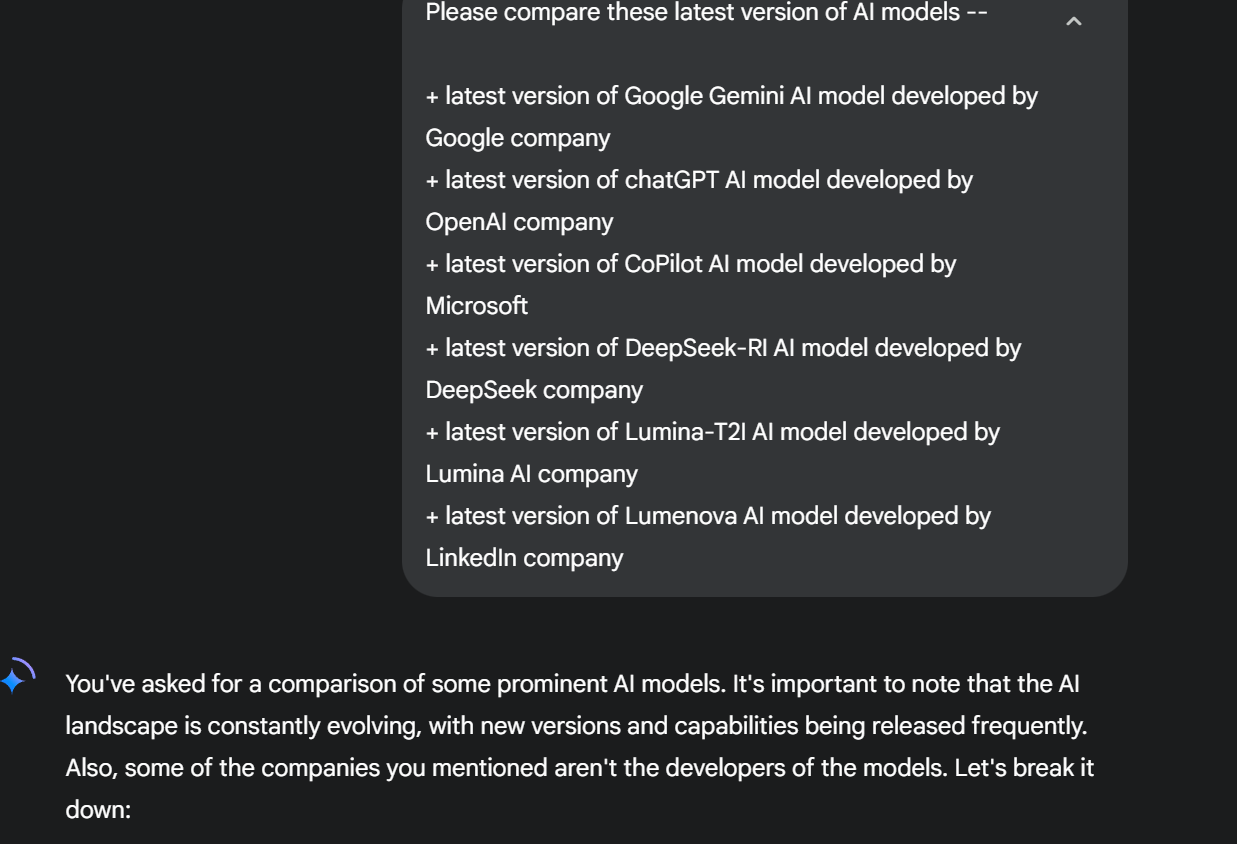 Please compare these latest version of AI models --
+ latest version of Google Gemini AI model developed by
Google company
+ latest version of chatGPT AI model developed by
OpenAI company
+ latest version of CoPilot AI model developed by
Microsoft
+ latest version of DeepSeek-RI AI model developed by
DeepSeek company
+ latest version of Lumina-T2I AI model developed by
Lumina AI company
+ latest version of Lumenova AI model developed by
LinkedIn company
You've asked for a comparison of some prominent AI models. It's important to note that the AI
landscape is constantly evolving, with new versions and capabilities being released frequently.
Also, some of the companies you mentioned aren't the developers of the models. Let's break it
down: